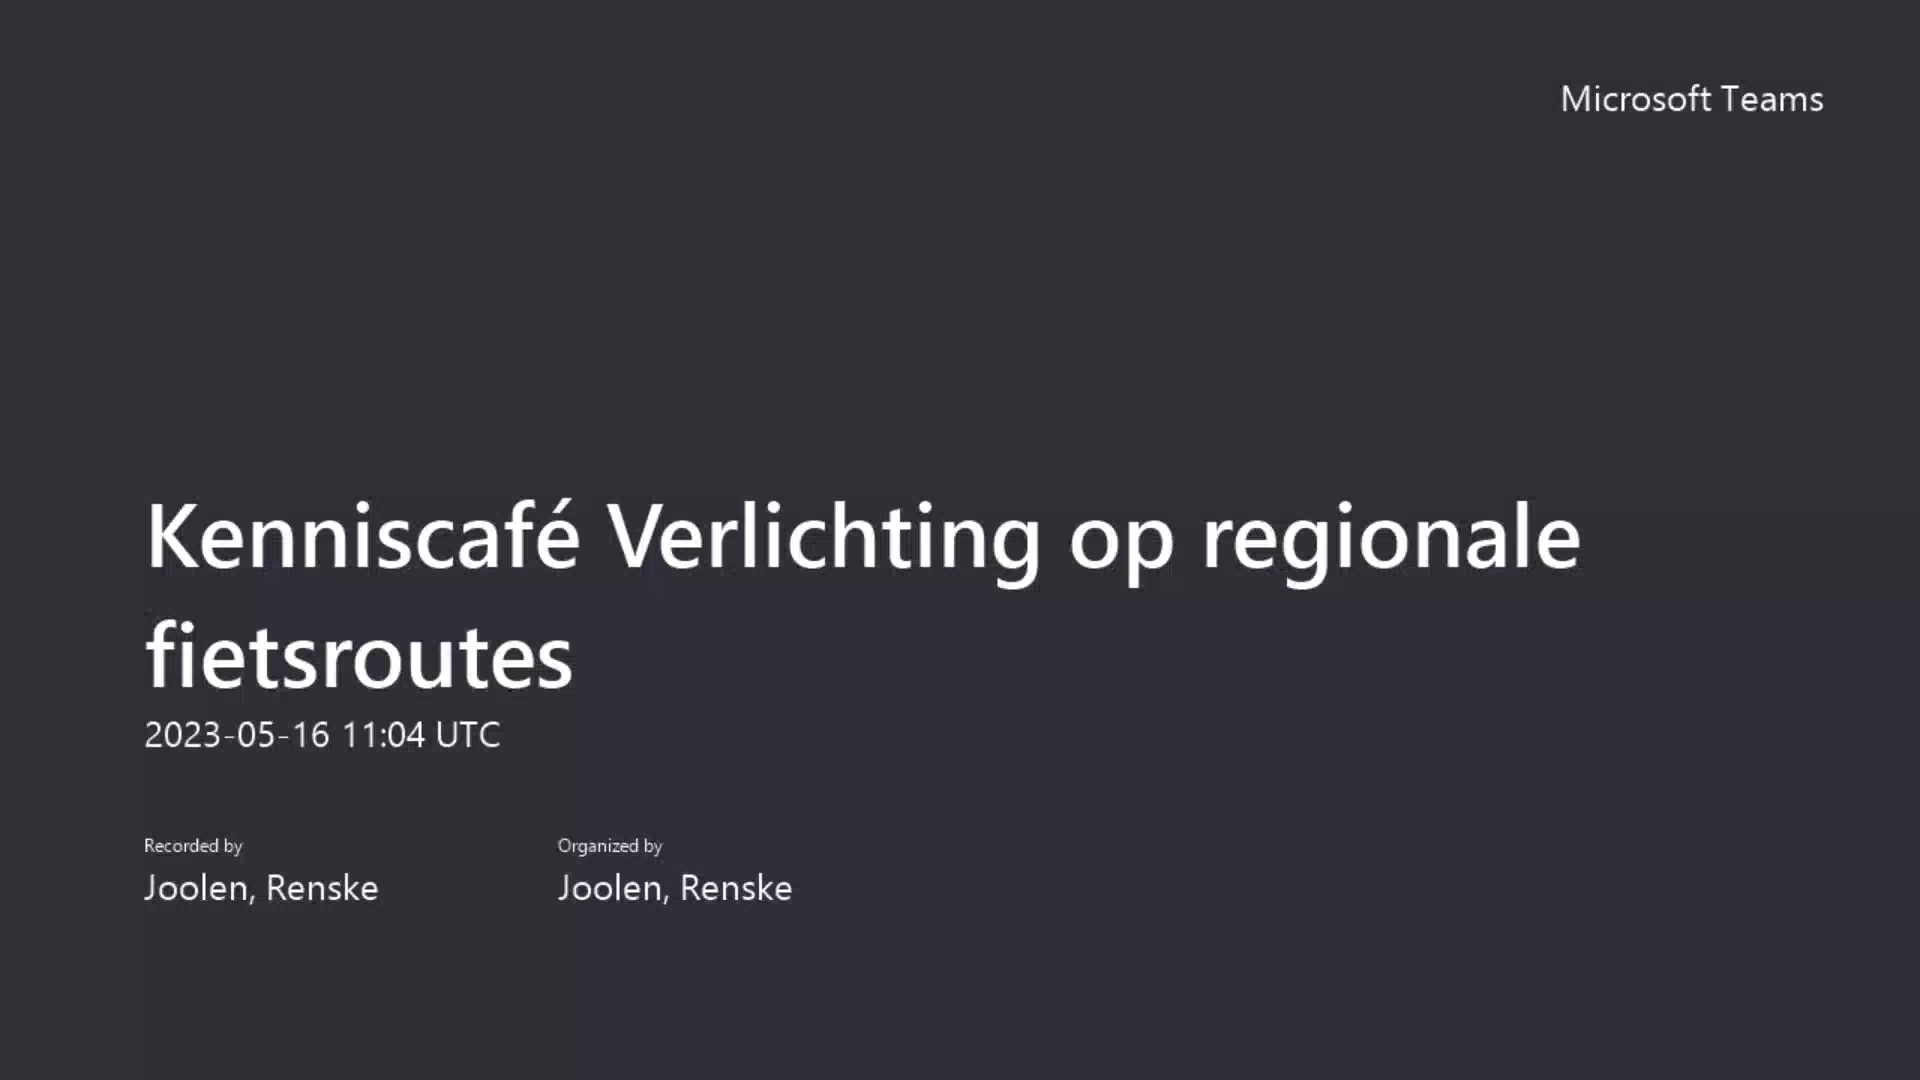 Microsoft Teams
Kenniscafé Verlichting op regionale
fietsroutes
2023-05-16 11:04 UTC
Recorded by
Organized by
Joolen, Renske
Joolen, Renske